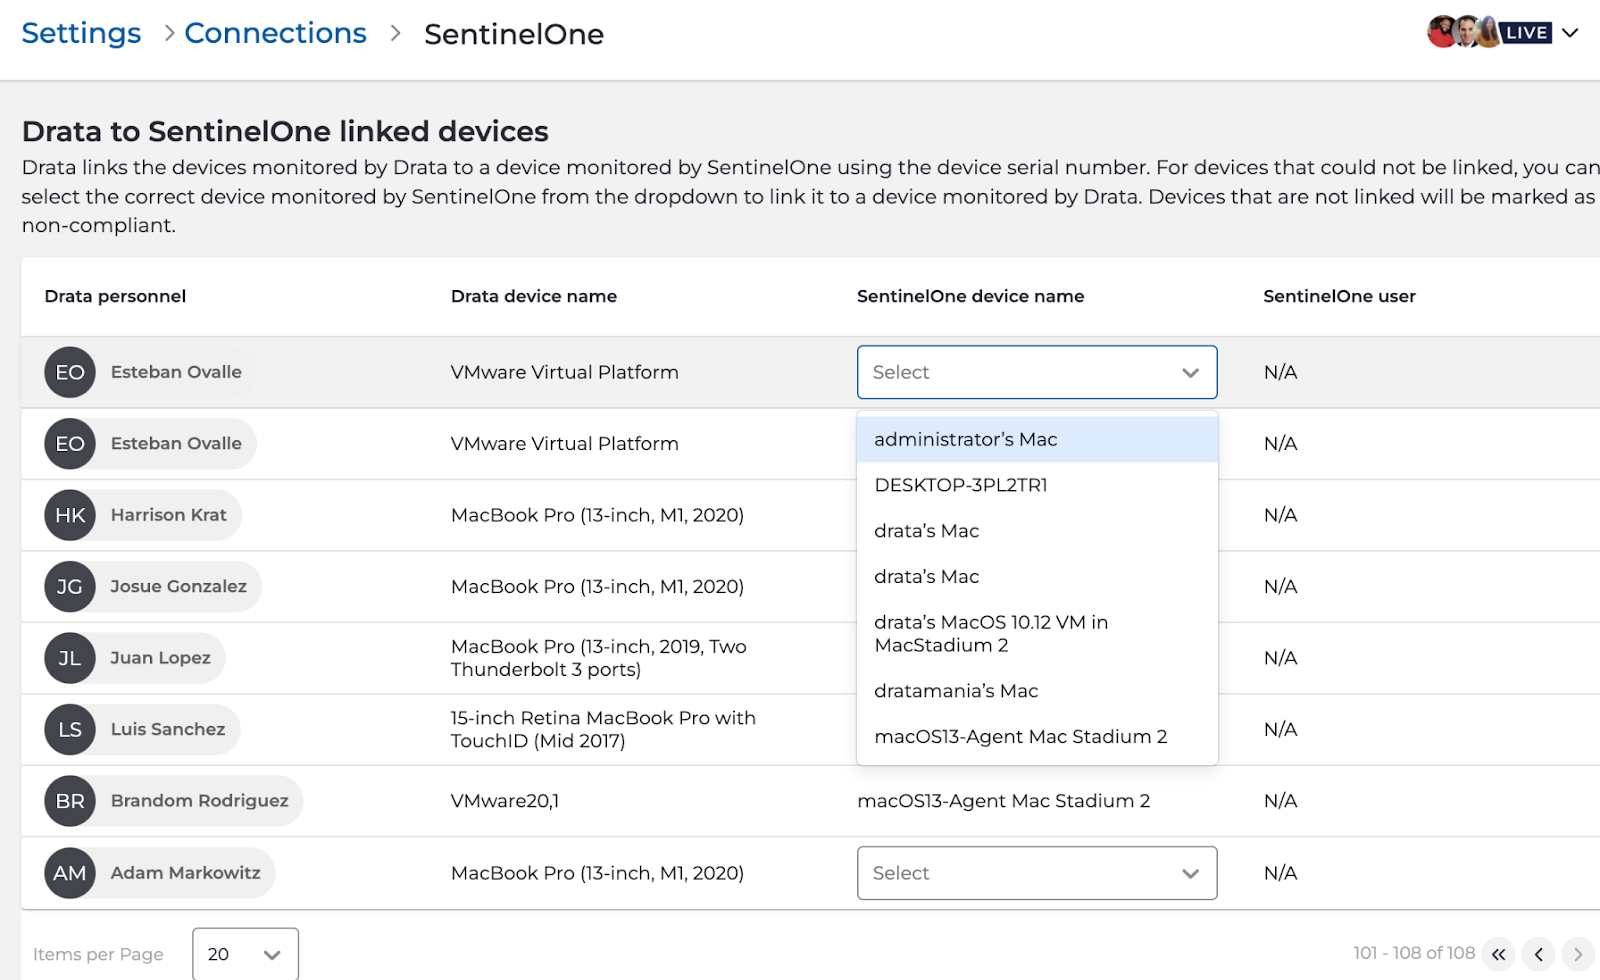 Settings > Connections > SentinelOne
LIVE
Drata to SentinelOne linked devices
Drata links the devices monitored by Drata to a device monitored by SentinelOne using the device serial number. For devices that could not be linked, you can
select the correct device monitored by SentinelOne from the dropdown to link it to a device monitored by Drata. Devices that are not linked will be marked as
non-compliant.
Drata personnel Drata device name SentinelOne device name SentinelOne user
EO Esteban Ovalle VMware Virtual Platform Select N/A
EO Esteban Ovalle VMware Virtual Platform N/A
HK Harrison Krat MacBook Pro (13-inch, M1, 2020) N/A
JG Josue Gonzalez MacBook Pro (13-inch, M1, 2020) N/A
JL Juan Lopez MacBook Pro (13-inch, 2019, Two
Thunderbolt 3 ports) N/A
LS Luis Sanchez 15-inch Retina MacBook Pro with
TouchID (Mid 2017) N/A
administrator’s Mac
DESKTOP-3PL2TR1
drata’s Mac
drata’s Mac
drata’s MacOS 10.12 VM in
MacStadium 2
dratamania’s Mac
macOS13-Agent Mac Stadium 2
BR Brandom Rodriguez VMware20,1 macOS13-Agent Mac Stadium 2 N/A
AM Adam Markowitz MacBook Pro (13-inch, M1, 2020) Select N/A
Items per Page 20 101 - 108 of 108